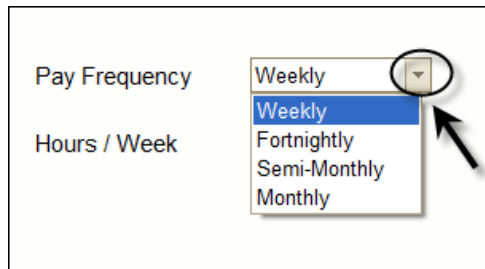 Pay Frequency Weekly
Weekly
Hours / Week Fortnightly
Semi-Monthly
Monthly